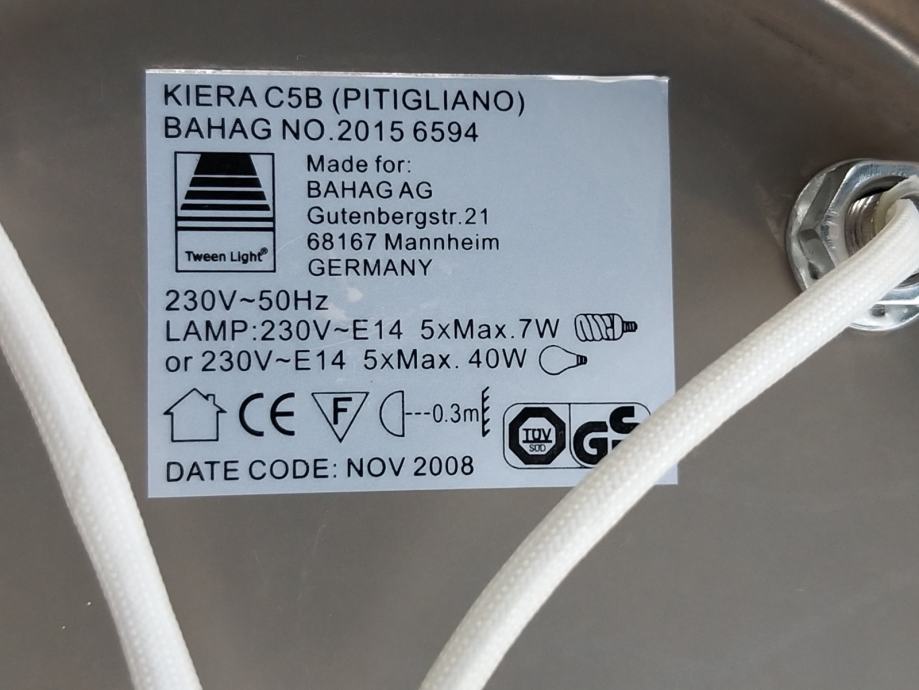 KIERA C5B (PITIGLIANO)
BAHAG NO.2015 6594
Tween Light®
Made for:
BAHAG AG
Gutenbergstr.21
68167 Mannheim
GERMANY
230V~50Hz
LAMP:230V~E14 5xMax.7W
or 230V~E14 5xMax. 40W
CE F ---0.3m
TÜV
SÜD
GS
DATE CODE: NOV 2008